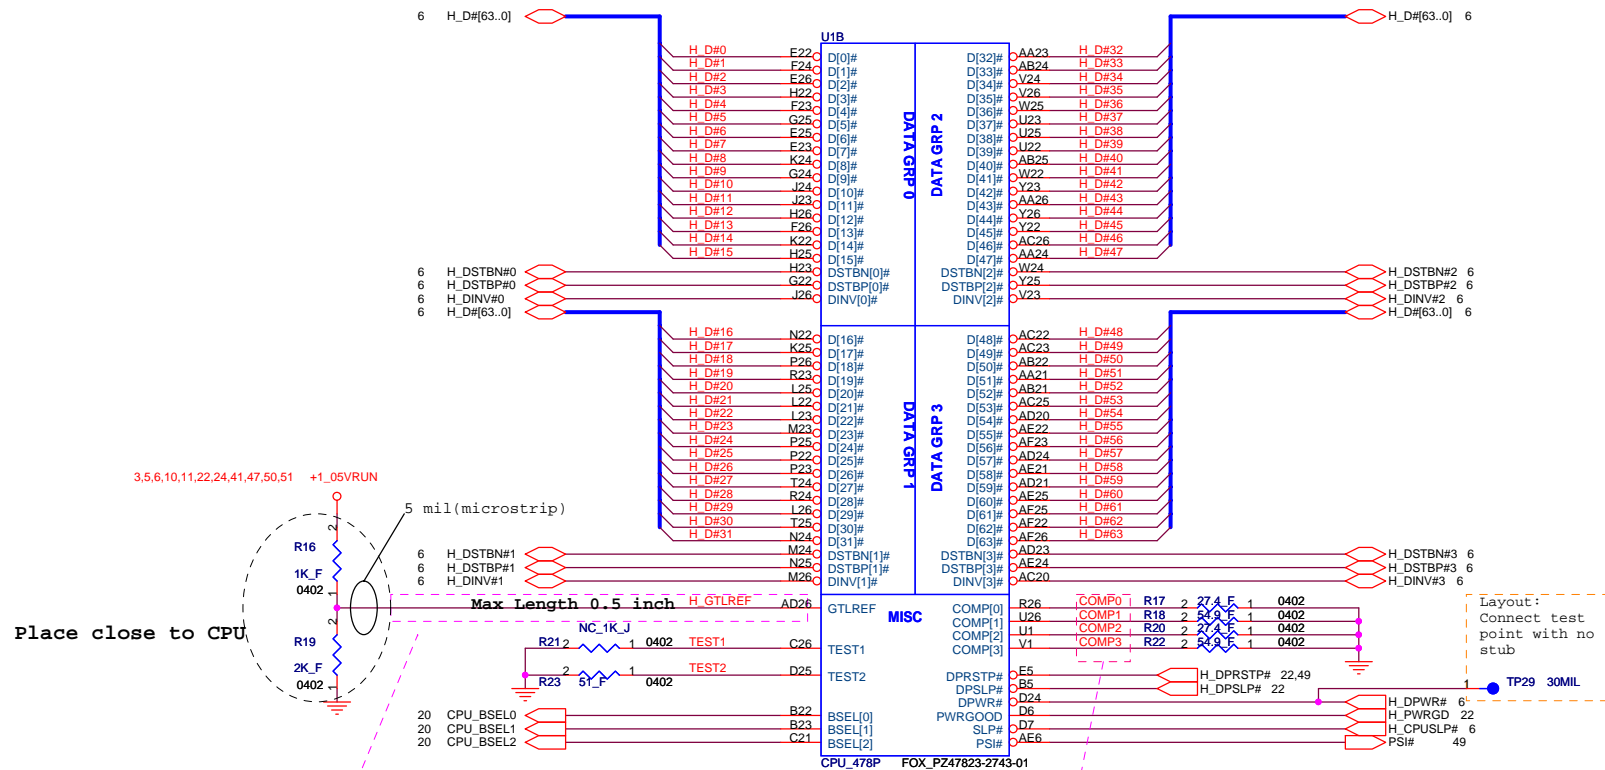 6 H_D#[63..0]
H_D#[63..0] 6
U1B
H_D#0 E22 D[0]# D[32]# AA23 H_D#32
H_D#1 F24 D[1]# D[33]# AB24 H_D#33
H_D#2 E26 D[2]# D[34]# V24 H_D#34
H_D#3 H22 D[3]# D[35]# V26 H_D#35
H_D#4 F23 D[4]# D[36]# W25 H_D#36
H_D#5 G25 D[5]# D[37]# U23 H_D#37
H_D#6 E25 D[6]# D[38]# U25 H_D#38
H_D#7 E23 D[7]# D[39]# U22 H_D#39
H_D#8 K24 D[8]# D[40]# AB25 H_D#40
H_D#9 G24 D[9]# D[41]# W22 H_D#41
H_D#10 J24 D[10]# D[42]# Y23 H_D#42
H_D#11 J23 D[11]# D[43]# AA26 H_D#43
H_D#12 H26 D[12]# D[44]# Y26 H_D#44
H_D#13 F26 D[13]# D[45]# Y22 H_D#45
H_D#14 K22 D[14]# D[46]# AC26 H_D#46
H_D#15 H25 D[15]# D[47]# AA24 H_D#47
DATA GRP 0
DATA GRP 2
6 H_DSTBN#0 H23 DSTBN[0]# DSTBN[2]# W24 H_DSTBN#2 6
6 H_DSTBP#0 G22 DSTBP[0]# DSTBP[2]# Y25 H_DSTBP#2 6
6 H_DINV#0 J26 DINV[0]# DINV[2]# V23 H_DINV#2 6
6 H_D#[63..0]
H_D#[63..0] 6
H_D#16 N22 D[16]# D[48]# AC22 H_D#48
H_D#17 K25 D[17]# D[49]# AC23 H_D#49
H_D#18 P26 D[18]# D[50]# AB22 H_D#50
H_D#19 R23 D[19]# D[51]# AA21 H_D#51
H_D#20 L25 D[20]# D[52]# AB21 H_D#52
H_D#21 L22 D[21]# D[53]# AC25 H_D#53
H_D#22 L23 D[22]# D[54]# AD20 H_D#54
H_D#23 M23 D[23]# D[55]# AE22 H_D#55
H_D#24 P25 D[24]# D[56]# AF23 H_D#56
H_D#25 P22 D[25]# D[57]# AD24 H_D#57
H_D#26 P23 D[26]# D[58]# AE21 H_D#58
H_D#27 T24 D[27]# D[59]# AD21 H_D#59
H_D#28 R24 D[28]# D[60]# AE25 H_D#60
H_D#29 L26 D[29]# D[61]# AF25 H_D#61
H_D#30 T25 D[30]# D[62]# AF22 H_D#62
H_D#31 N24 D[31]# D[63]# AF26 H_D#63
DATA GRP 1
DATA GRP 3
6 H_DSTBN#1 M24 DSTBN[1]# DSTBN[3]# AD23 H_DSTBN#3 6
6 H_DSTBP#1 N25 DSTBP[1]# DSTBP[3]# AE24 H_DSTBP#3 6
6 H_DINV#1 M26 DINV[1]# DINV[3]# AC20 H_DINV#3 6
3,5,6,10,11,22,24,41,47,50,51 +1_05VRUN
5 mil(microstrip)
2
R16
1K_F
0402 1
Place close to CPU
2
R19
2K_F
0402 1
Max Length 0.5 inch H_GTLREF AD26 GTLREF
MISC
COMP[0] R26 COMP0 R17 2 27.4_F 1 0402
COMP[1] U26 COMP1 R18 2 54.9_F 1 0402
COMP[2] U1 COMP2 R20 2 27.4_F 1 0402
COMP[3] V1 COMP3 R22 2 54.9_F 1 0402
NC_1K_J
R21 2 1 0402 TEST1 C26 TEST1
R23 2 51_F 1 0402 TEST2 D25 TEST2
DPRSTP# E5 H_DPRSTP# 22,49
DPSLP# B5 H_DPSLP# 22
DPWR# D24 H_DPWR# 6
PWRGOOD D6 H_PWRGD 22
SLP# D7 H_CPUSLP# 6
PSI# AE6 PSI# 49
20 CPU_BSEL0 B22 BSEL[0]
20 CPU_BSEL1 B23 BSEL[1]
20 CPU_BSEL2 C21 BSEL[2]
Layout:
Connect test
point with no
stub
1 TP29 30MIL
CPU_478P FOX_PZ47823-2743-01